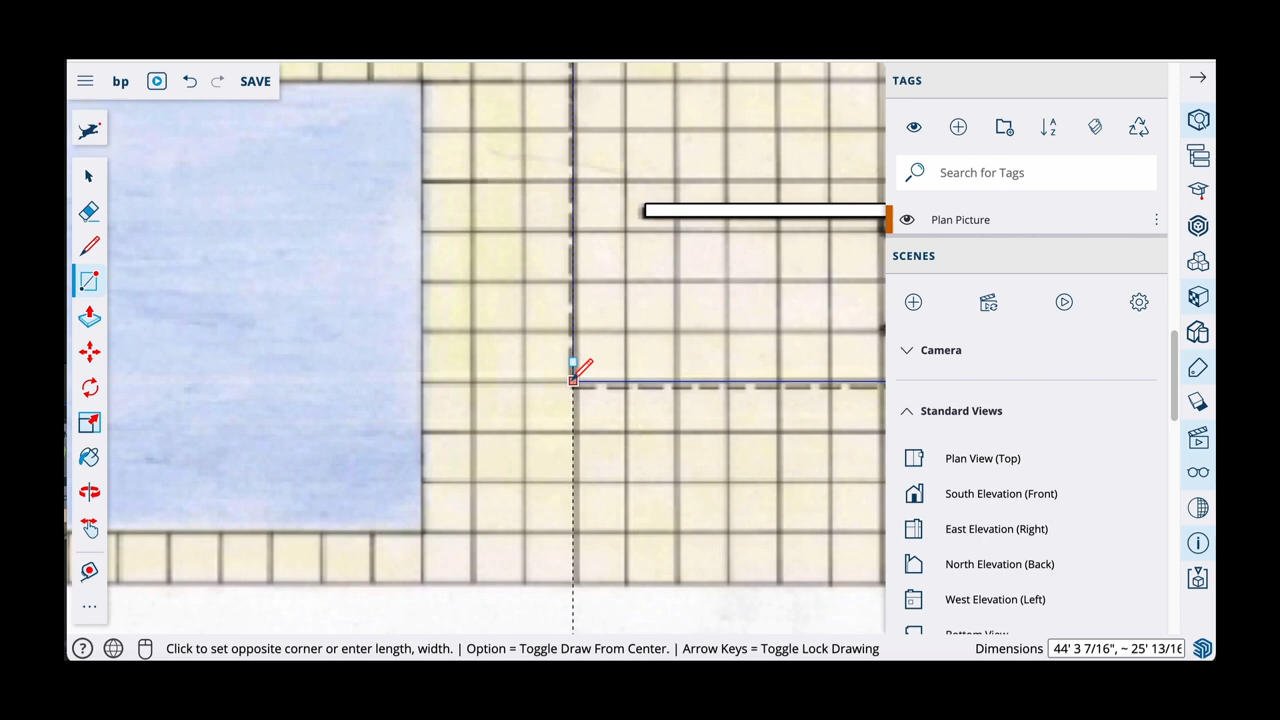 bp
SAVE
TAGS
Search for Tags
Plan Picture
SCENES
Camera
Standard Views
Plan View (Top)
South Elevation (Front)
East Elevation (Right)
North Elevation (Back)
West Elevation (Left)
Click to set opposite corner or enter length, width. | Option = Toggle Draw From Center. | Arrow Keys = Toggle Lock Drawing
Dimensions 44' 3 7/16", ~ 25' 13/16